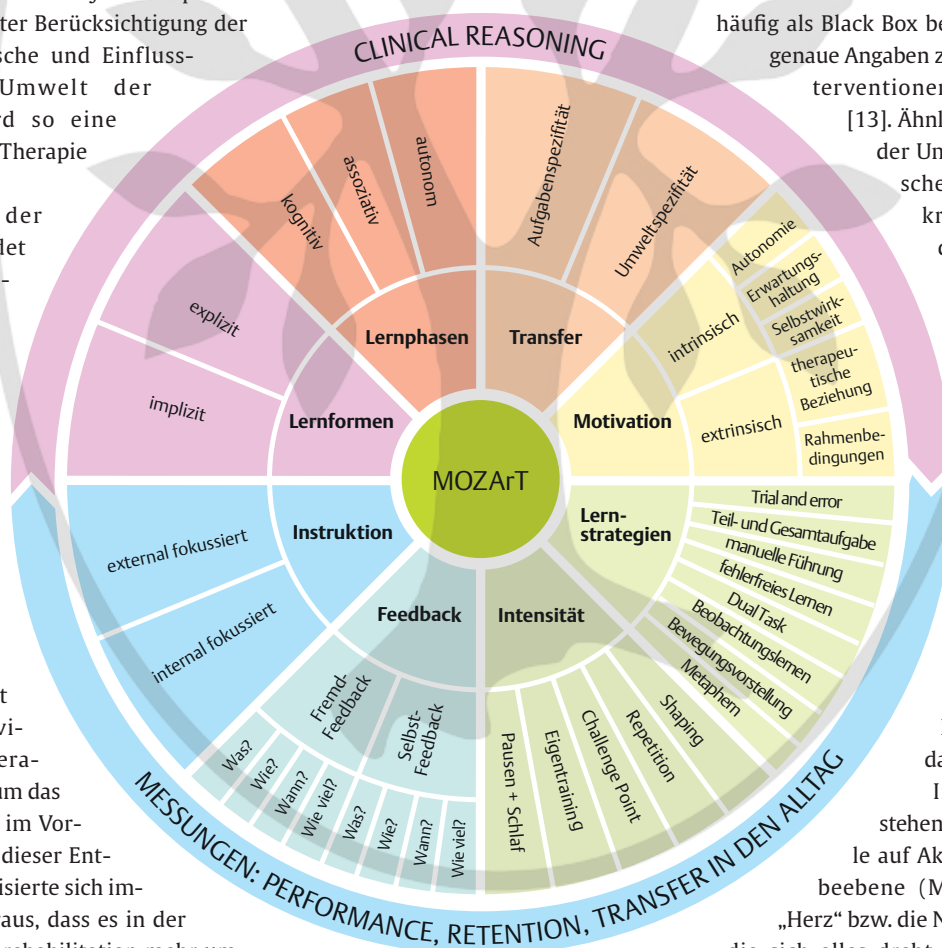 ter Berücksichtigung der
sche und Einfluss-
Umwelt der
rd so eine
Therapie
der
det
häufig als Black Box be
genaue Angaben z
terventionen
[13]. Ähnl
der Un
sche
kr
CLINICAL REASONING
kognitiv
assoziativ
autonom
Lernphasen
Aufgabenspezifität
Umweltspezifität
Transfer
explizit
implizit
Lernformen
Autonomie
Erwartungs-
haltung
Selbstwirk-
samkeit
therapeu-
tische
Beziehung
Rahmenbe-
dingungen
intrinsisch
extrinsisch
Motivation
MOZArT
Instruktion
external fokussiert
internal fokussiert
Lern-
strategien
Trial and error
Teil- und Gesamtaufgabe
manuelle Führung
fehlerfreies Lernen
Dual Task
Beobachtungslernen
Bewegungsvorstellung
Metaphern
Feedback
Fremd-
Feedback
Selbst-
Feedback
Was?
Wie?
Wann?
Wie viel?
Was?
Wie?
Wann?
Wie viel?
Intensität
Pausen + Schlaf
Eigentraining
Challenge Point
Repetition
Shaping
MESSUNGEN: PERFORMANCE, RETENTION, TRANSFER IN DEN ALLTAG
t
vi-
era-
um das
im Vor-
dieser Ent-
isierte sich im-
raus, dass es in der
da
I
stehen
le auf Ak
beebene (M
„Herz“ bzw. die N